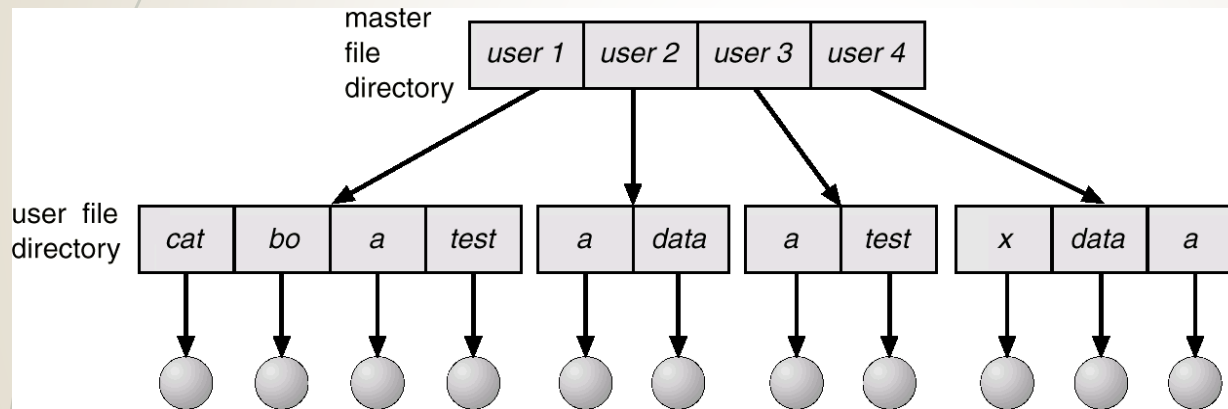 master
file
directory
user 1 user 2 user 3 user 4
user file
directory
cat bo a test a data a test x data a